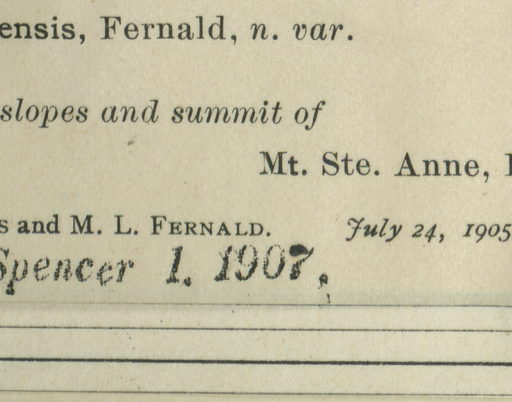 ensis, Fernald, n. var.
slopes and summit of
Mt. Ste. Anne,
s and M. L. FERNALD. July 24, 1905
Spencer 1. 1907.